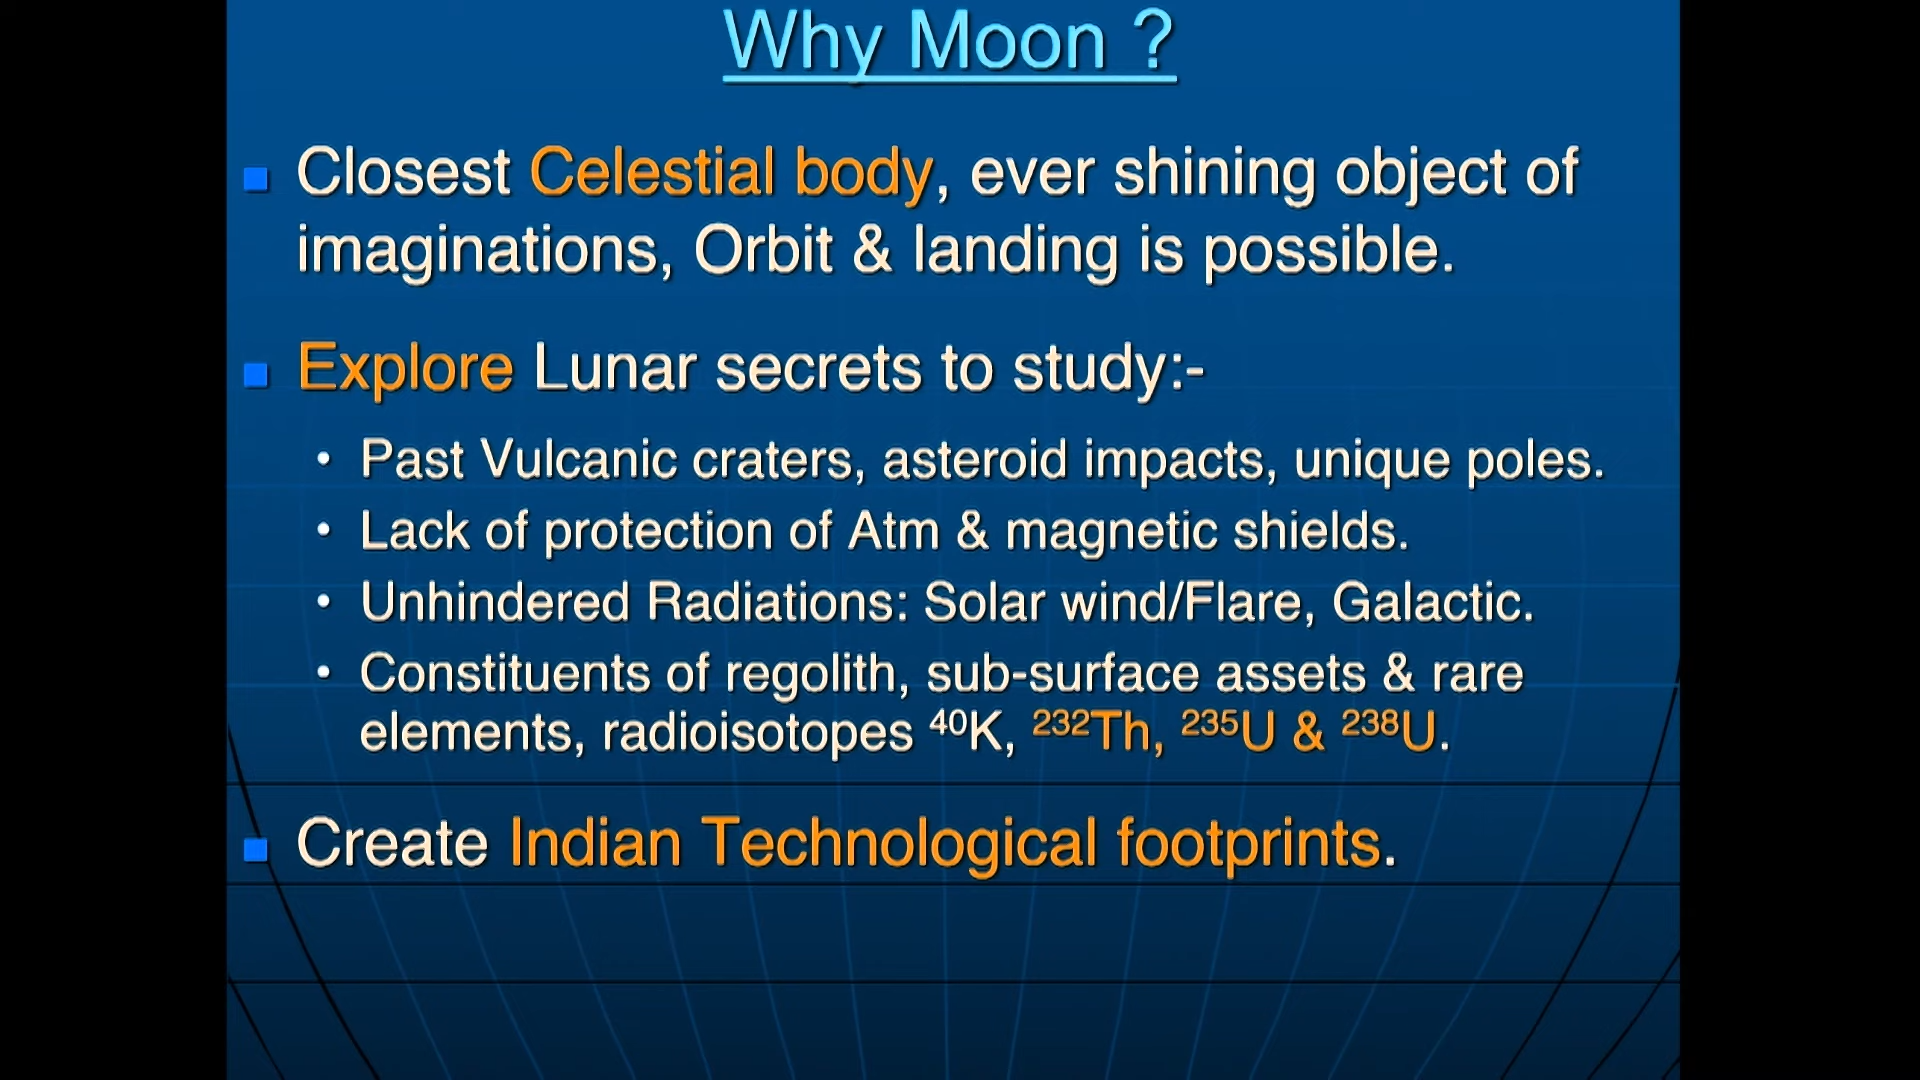 Why Moon ?
Closest Celestial body, ever shining object of
imaginations, Orbit & landing is possible.
Explore Lunar secrets to study:-
• Past Vulcanic craters, asteroid impacts, unique poles.
• Lack of protection of Atm & magnetic shields.
• Unhindered Radiations: Solar wind/Flare, Galactic.
• Constituents of regolith, sub-surface assets & rare
elements, radioisotopes ⁴⁰K, ²³²Th, ²³⁵U & ²³⁸U.
Create Indian Technological footprints.